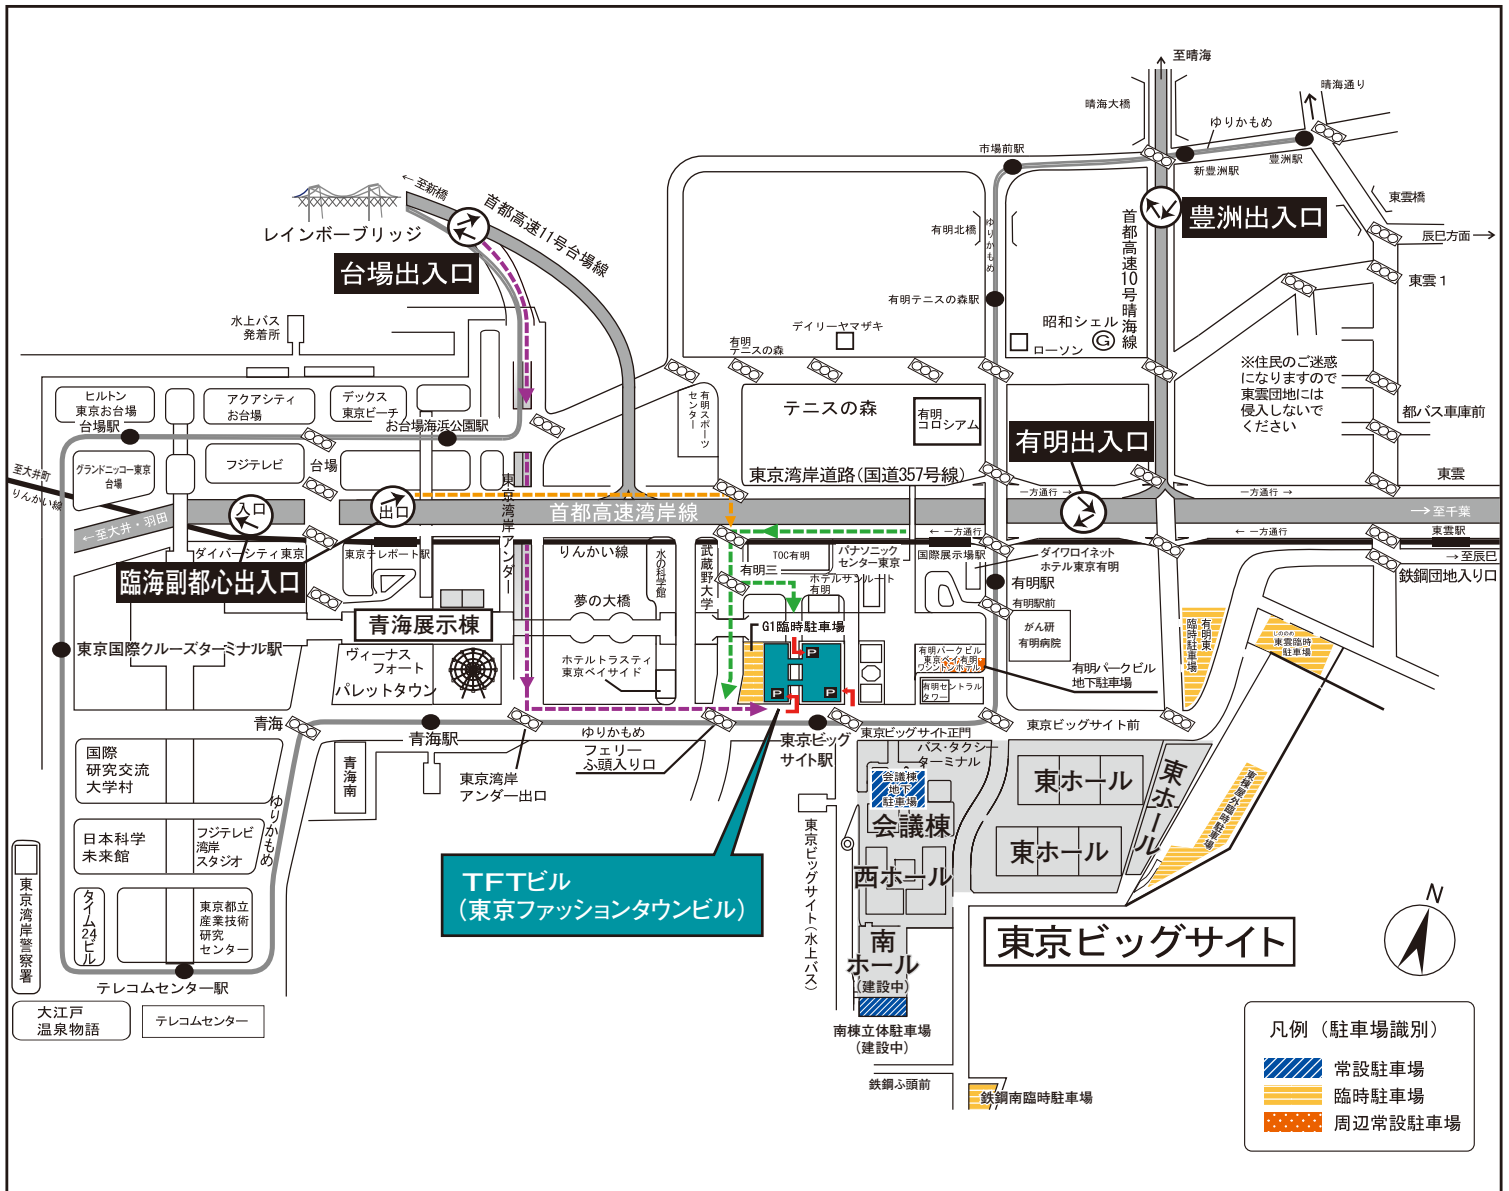 至晴海
晴海通り
晴海大橋
ゆりかもめ
市場前駅
新豊洲駅
豊洲駅
←至新橋
首都高速11号台場線
レインボーブリッジ
台場出入口
豊洲出入口
東雲橋
辰巳方面→
有明北橋
ゆりかもめ
首都高速10号晴海線
東雲1
有明テニスの森駅
水上バス
発着所
デイリーヤマザキ
昭和シェル
G
ローソン
有明
テニスの森
※住民のご迷惑
になりますので
東雲団地には
侵入しないで
ください
ヒルトン
東京お台場
台場駅
アクアシティ
お台場
デックス
東京ビーチ
お台場海浜公園駅
有明スポーツ
センター
テニスの森
有明
コロシアム
有明出入口
都バス車庫前
グランドニッコー東京
台場
フジテレビ
台場
至大井町
りんかい線
東京湾岸道路(国道357号線)
東雲
一方通行→
一方通行→
入口
出口
東京湾岸アンダー
首都高速湾岸線
→至千葉
←至大井・羽田
←一方通行
←一方通行
東雲駅
ダイバーシティ東京
東京テレポート駅
りんかい線
水の科学館
武蔵野大学
TOC有明
パナソニック
センター東京
国際展示場駅
ダイワロイネット
ホテル東京有明
→至辰巳
鉄鋼団地入り口
臨海副都心出入口
有明三
ホテルサンルート
有明
有明駅
有明駅前
夢の大橋
青海展示棟
G1臨時駐車場
がん研
有明病院
有明東
臨時駐車場
じののめ
東雲臨時
駐車場
東京国際クルーズターミナル駅
ヴィーナス
フォート
パレットタウン
ホテルトラスティ
東京ベイサイド
P
P
P
有明パークビル
東京ベイ有明
ワシントンホテル
有明セントラル
タワー
有明パークビル
地下駐車場
青海
青海駅
ゆりかもめ
フェリー
ふ頭入り口
東京ビッグ
サイト駅
東京ビッグサイト正門
バス・タクシー
ターミナル
東京ビッグサイト前
国際
研究交流
大学村
青海南
東京湾岸
アンダー出口
会議棟
地下
駐車場
会議棟
東ホール
東ホール
東ホール
東棟屋外臨時駐車場
日本科学
未来館
フジテレビ
湾岸
スタジオ
ゆりかもめ
東京ビッグサイト(水上バス)
西ホール
TFTビル
(東京ファッションタウンビル)
東京湾岸警察署
タイム24ビル
東京都立
産業技術
研究
センター
南
ホール
(建設中)
東京ビッグサイト
N
テレコムセンター駅
大江戸
温泉物語
テレコムセンター
南棟立体駐車場
(建設中)
鉄鋼ふ頭前
鉄鋼南臨時駐車場
凡例(駐車場識別)
常設駐車場
臨時駐車場
周辺常設駐車場